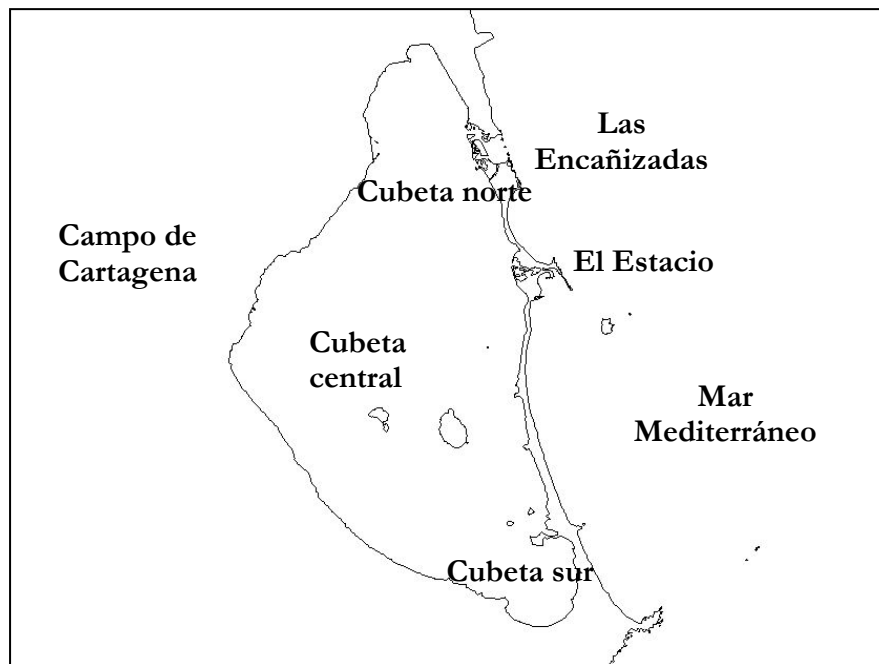 Las
Encañizadas
Cubeta norte
Campo de
Cartagena
El Estacio
Cubeta
central
Mar
Mediterráneo
Cubeta sur